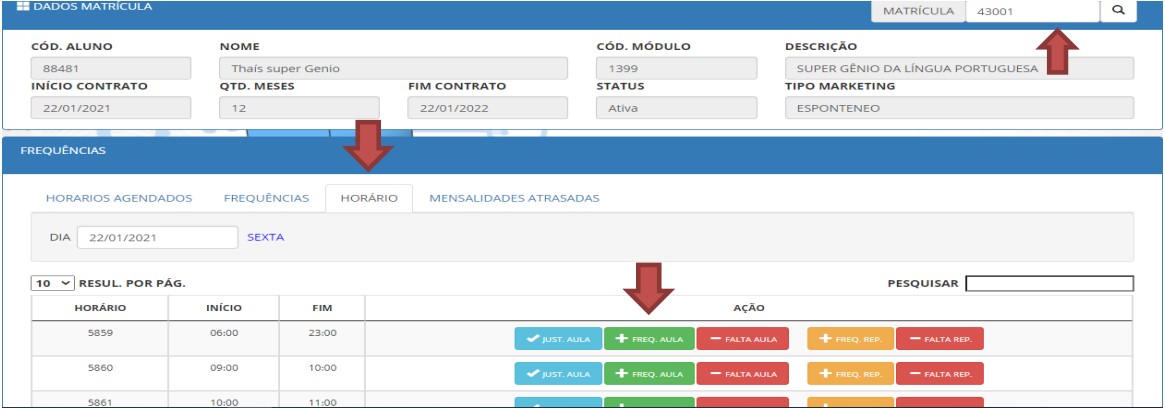 DADOS MATRÍCULA MATRÍCULA 43001
CÓD. ALUNO NOME CÓD. MÓDULO DESCRIÇÃO
88481 Thaís super Genio 1399 SUPER GÊNIO DA LÍNGUA PORTUGUESA
INÍCIO CONTRATO QTD. MESES FIM CONTRATO STATUS TIPO MARKETING
22/01/2021 12 22/01/2022 Ativa ESPONTENEO
FREQUÊNCIAS
HORARIOS AGENDADOS FREQUÊNCIAS HORÁRIO MENSALIDADES ATRASADAS
DIA 22/01/2021 SEXTA
10 RESUL. POR PÁG. PESQUISAR
HORÁRIO INÍCIO FIM AÇÃO
5859 06:00 23:00 JUST. AULA FREQ. AULA FALTA AULA FREQ. REP. FALTA REP.
5860 09:00 10:00 JUST. AULA FREQ. AULA FALTA AULA FREQ. REP. FALTA REP.
5861 10:00 11:00